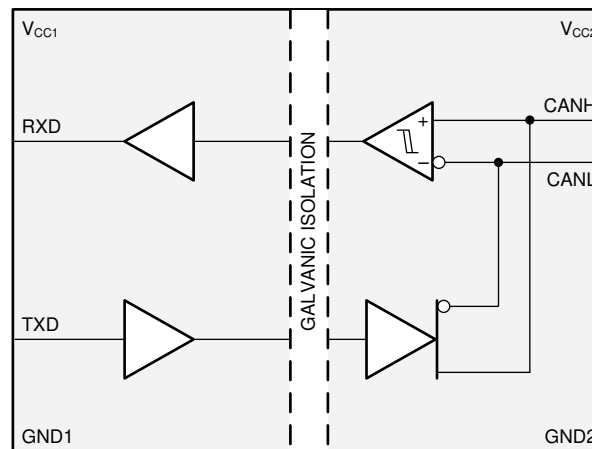 VCC1
VCC2
RXD
CANH
+
−
CANL
GALVANIC ISOLATION
TXD
GND1
GND2